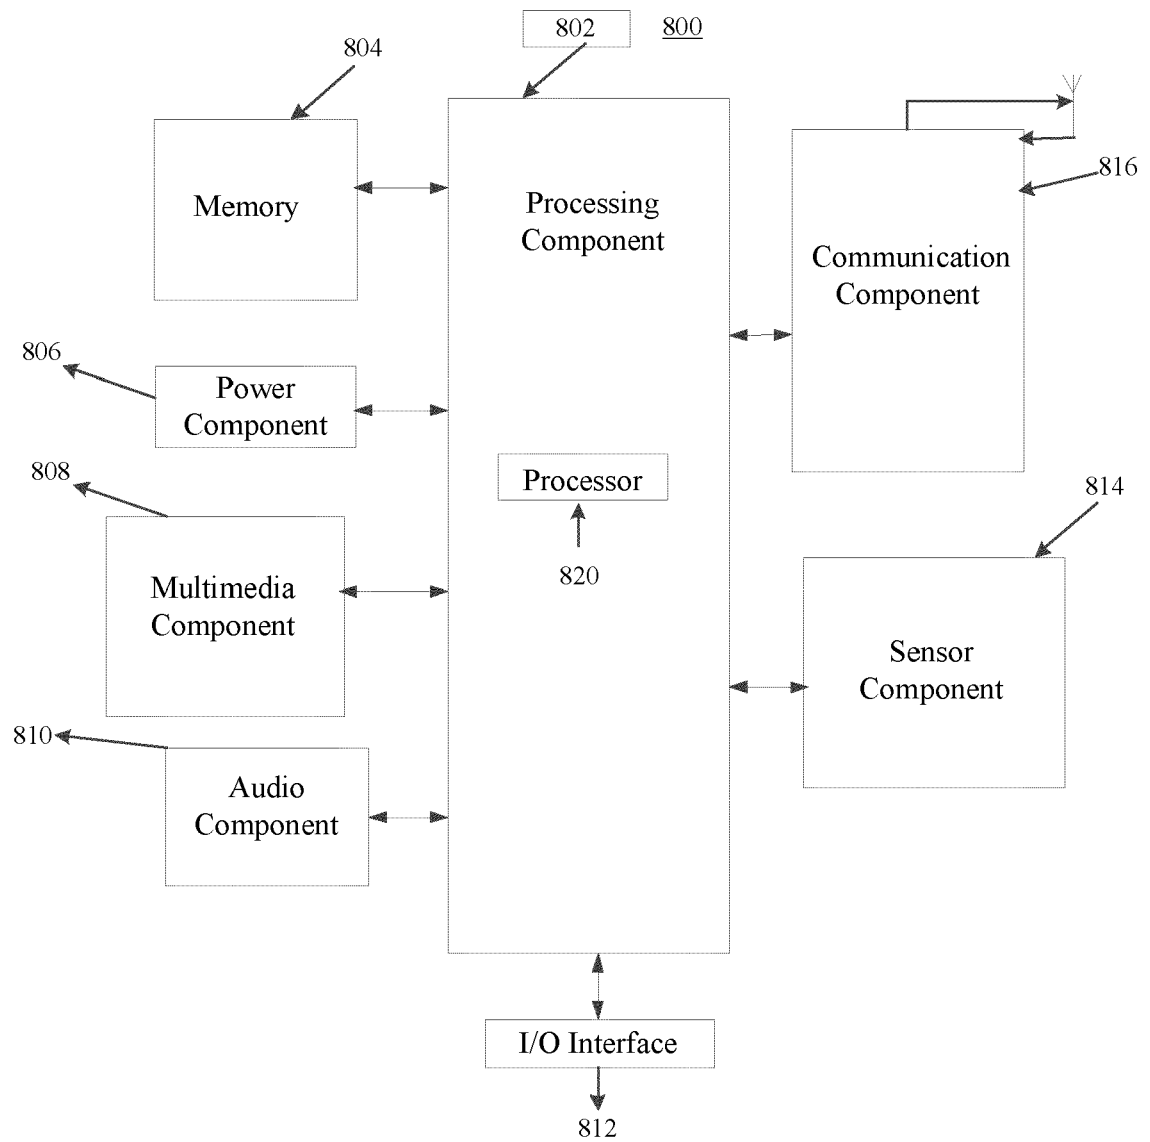 802
800
804
Memory
Processing
Component
816
Communication
Component
806
Power
Component
808
Processor
820
814
Multimedia
Component
Sensor
Component
810
Audio
Component
I/O Interface
812